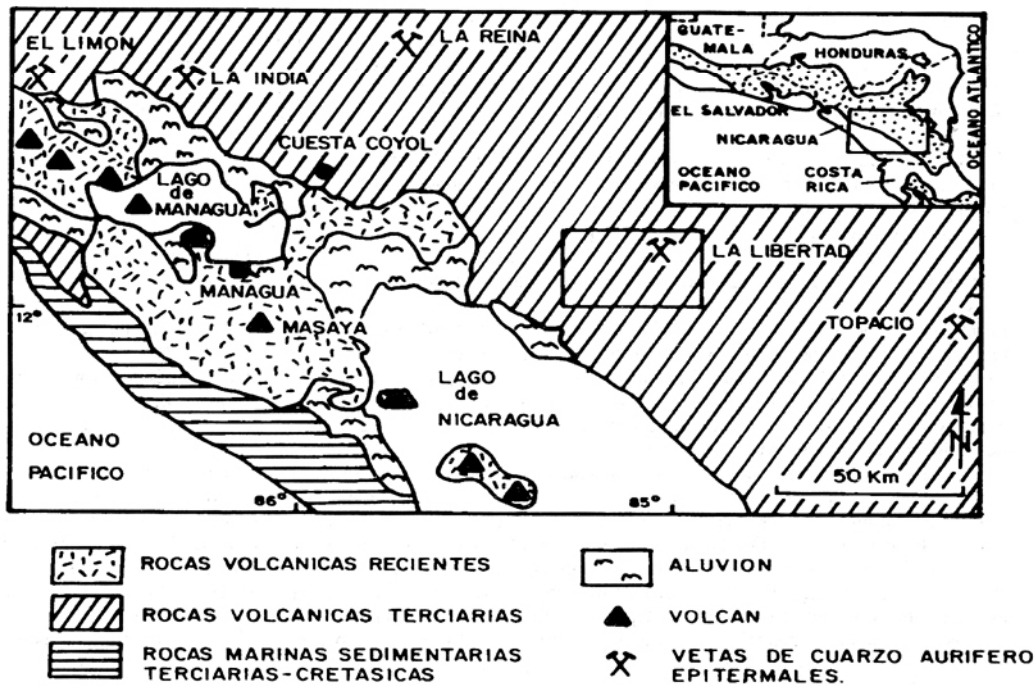 EL LIMON
LA REINA
LA INDIA
CUESTA COYOL
LAGO
de
MANAGUA
MANAGUA
MASAYA
LA LIBERTAD
TOPACIO
LAGO
de
NICARAGUA
OCEANO
PACIFICO
12°
86°
85°
N
50 Km
GUATE-
MALA
HONDURAS
EL SALVADOR
NICARAGUA
OCEANO
PACIFICO
COSTA
RICA
OCEANO ATLANTICO
ROCAS VOLCANICAS RECIENTES
ROCAS VOLCANICAS TERCIARIAS
ROCAS MARINAS SEDIMENTARIAS
TERCIARIAS-CRETASICAS
ALUVION
VOLCAN
VETAS DE CUARZO AURIFERO
EPITERMALES.